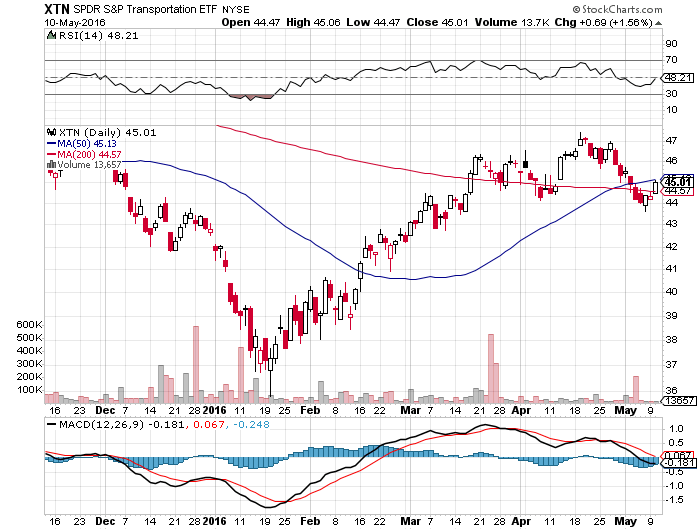 XTN SPDR S&P Transportation ETF NYSE © StockCharts.com
10-May-2016 Open 44.47 High 45.06 Low 44.47 Close 45.01 Volume 13.7K Chg +0.69 (+1.56%)
RSI(14) 48.21
90
70
48.21
30
10
XTN (Daily) 45.01
MA(50) 45.13
MA(200) 44.57
Volume 13,657
47
46
45.01
44.57
44
43
42
41
40
39
38
37
36
600K
500K
400K
300K
200K
100K
13657
16 23 Dec 7 14 21 28 2016 11 19 25 Feb 8 16 22 Mar 7 14 21 28 Apr 11 18 25 May 9
MACD(12,26,9) -0.181, 0.067, -0.248
1.0
0.5
0.067
-0.181
-0.5
-1.0
-1.5
16 23 Dec 7 14 21 28 2016 11 19 25 Feb 8 16 22 Mar 7 14 21 28 Apr 11 18 25 May 9